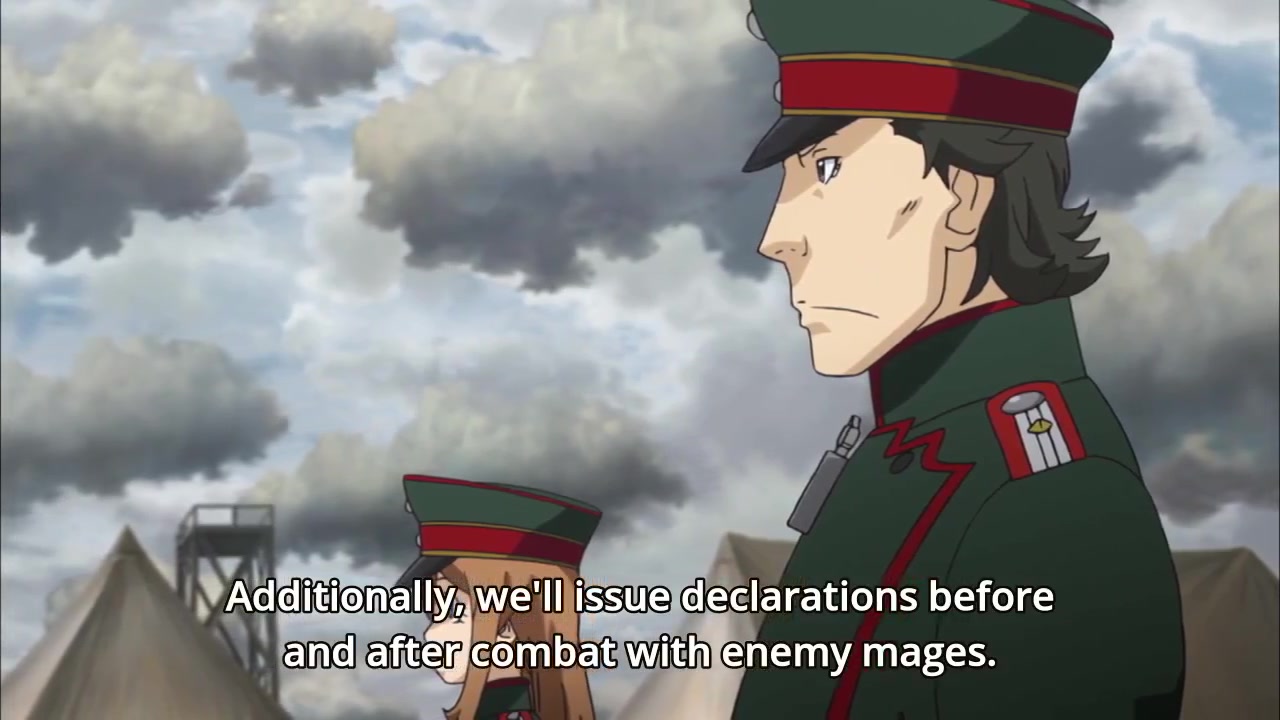 Additionally, we'll issue declarations before
and after combat with enemy mages.